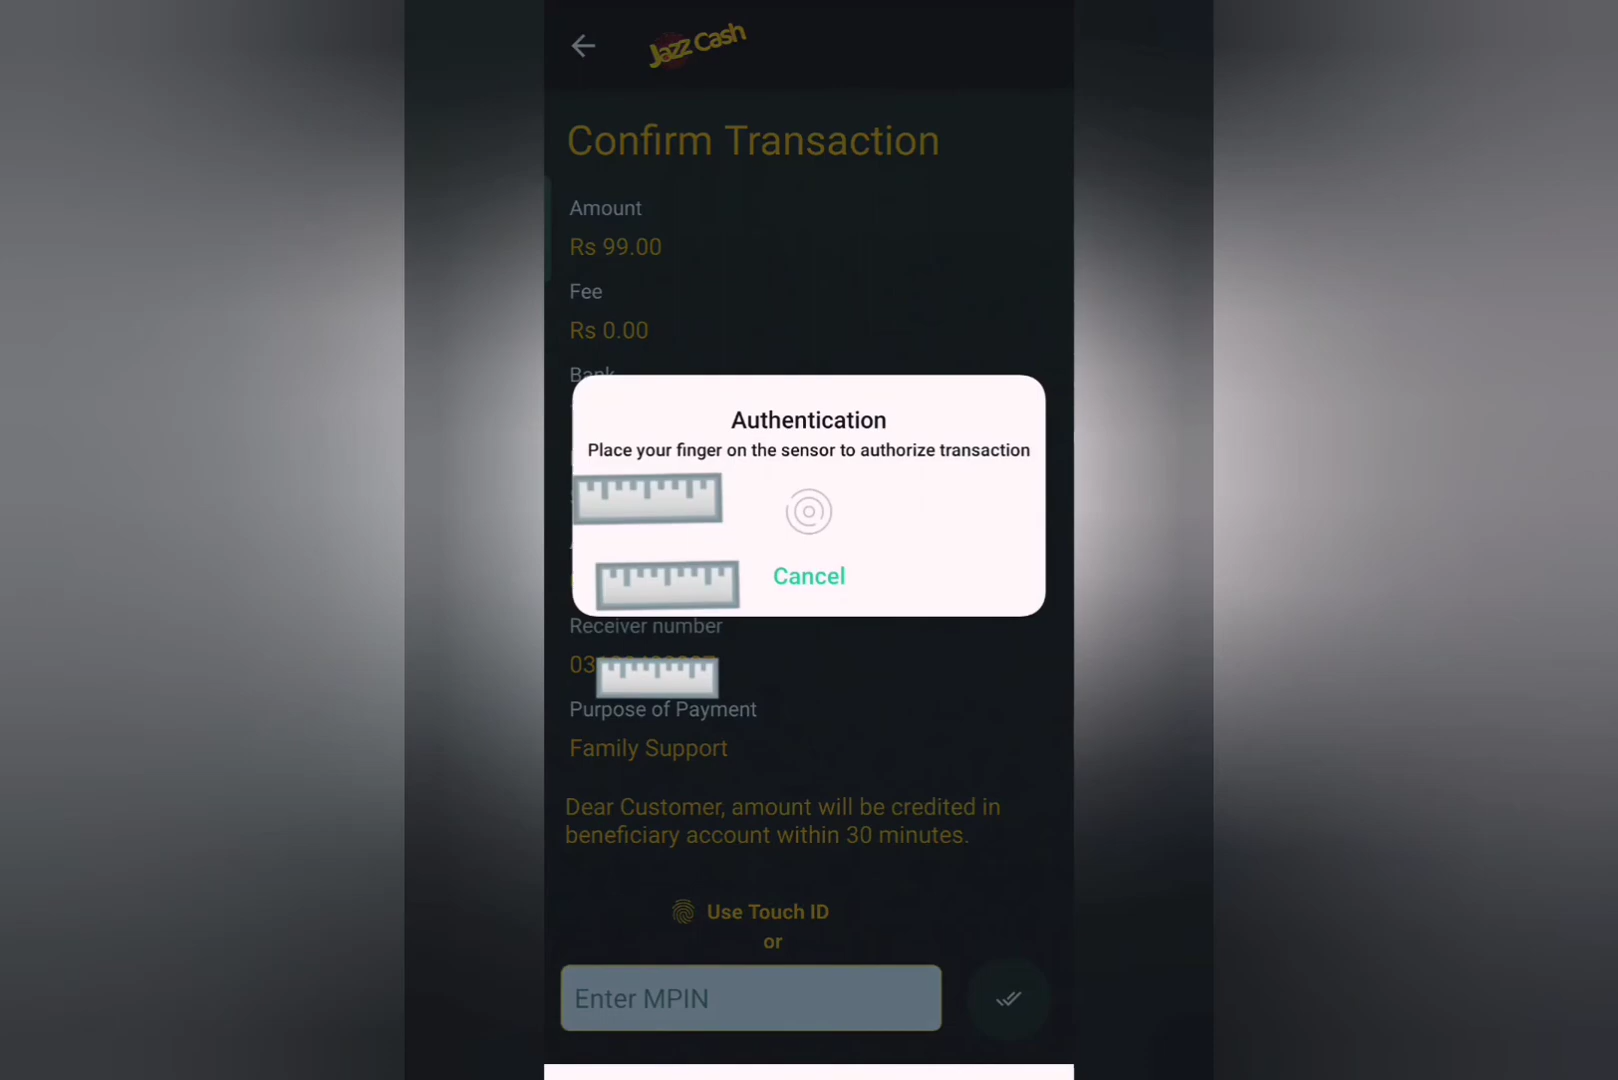 Jazz Cash
Confirm Transaction
Amount
Rs 99.00
Fee
Rs 0.00
Bank
Authentication
Place your finger on the sensor to authorize transaction
Cancel
Receiver number
03
Purpose of Payment
Family Support
Dear Customer, amount will be credited in
beneficiary account within 30 minutes.
Use Touch ID
or
Enter MPIN